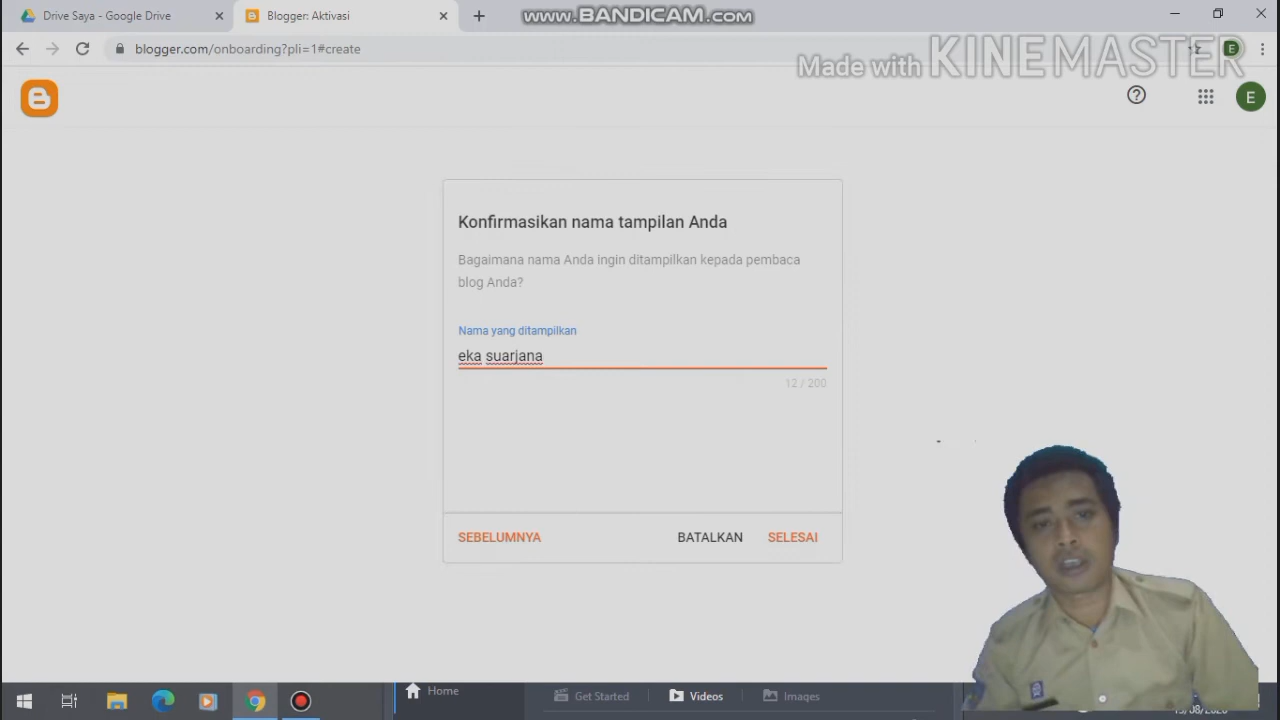 Drive Saya - Google Drive
Blogger: Aktivasi
www.BANDICAM.com
blogger.com/onboarding?pli=1#create
E
Made with KINEMASTER
E
Konfirmasikan nama tampilan Anda
Bagaimana nama Anda ingin ditampilkan kepada pembaca
blog Anda?
Nama yang ditampilkan
eka suarjana
12 / 200
SEBELUMNYA
BATALKAN
SELESAI
Home
Get Started
Videos
Images